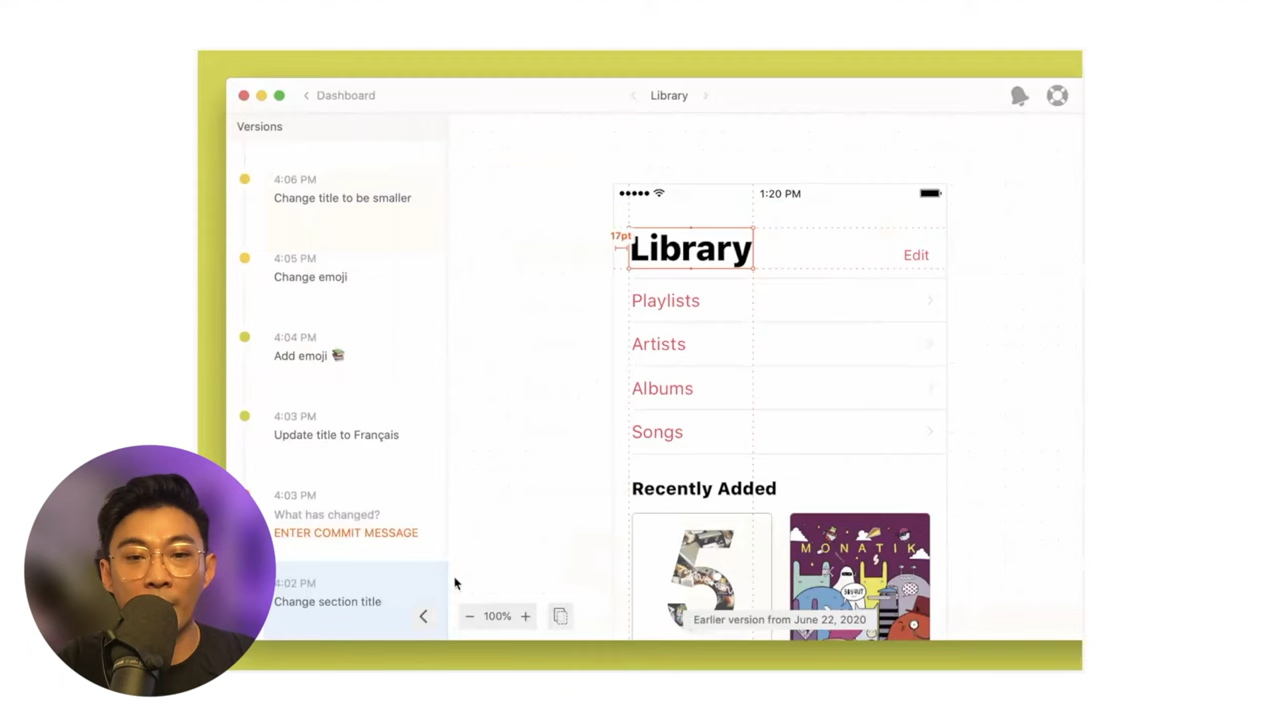 Dashboard
Library
Versions
4:06 PM
Change title to be smaller
4:05 PM
Change emoji
4:04 PM
Add emoji 📚
4:03 PM
Update title to Français
4:03 PM
What has changed?
ENTER COMMIT MESSAGE
4:02 PM
Change section title
100%
1:20 PM
17pt
Library
Edit
Playlists
Artists
Albums
Songs
Recently Added
5
MONATIK
Earlier version from June 22, 2020